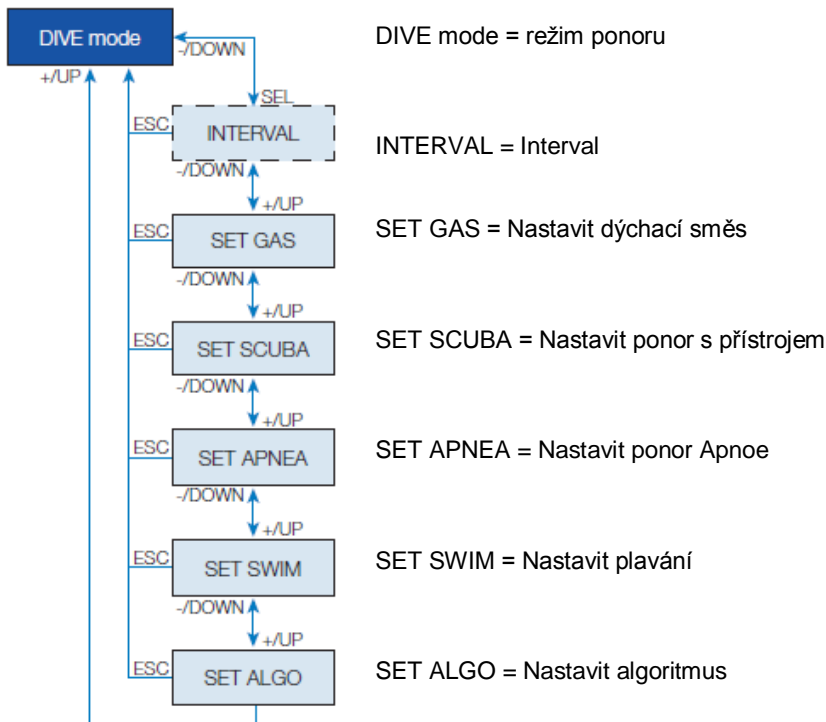 DIVE mode
DIVE mode = režim ponoru
-/DOWN
+/UP
SEL
ESC
INTERVAL
INTERVAL = Interval
-/DOWN
+/UP
ESC
SET GAS
SET GAS = Nastavit dýchací směs
-/DOWN
+/UP
ESC
SET SCUBA
SET SCUBA = Nastavit ponor s přístrojem
-/DOWN
+/UP
ESC
SET APNEA
SET APNEA = Nastavit ponor Apnoe
-/DOWN
+/UP
ESC
SET SWIM
SET SWIM = Nastavit plavání
-/DOWN
+/UP
ESC
SET ALGO
SET ALGO = Nastavit algoritmus